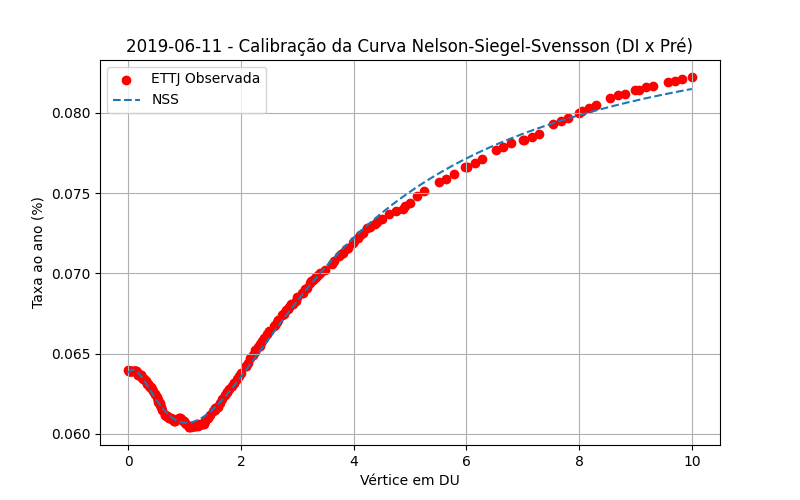 2019-06-11 - Calibração da Curva Nelson-Siegel-Svensson (DI x Pré)
ETTJ Observada
NSS
Taxa ao ano (%)
0.080
0.075
0.070
0.065
0.060
0 2 4 6 8 10
Vértice em DU